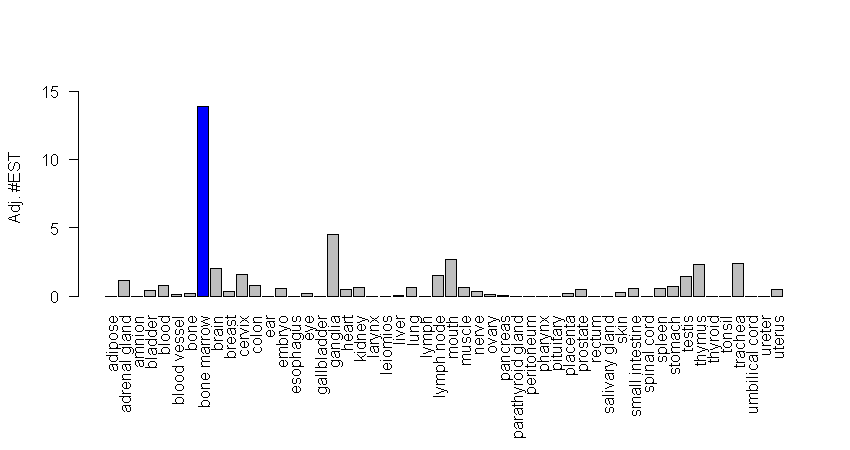 Adj. #EST
15
10
5
0
adipose
adrenal gland
amnion
bladder
blood
blood vessel
bone
bone marrow
brain
breast
cervix
colon
ear
embryo
esophagus
eye
gallbladder
ganglia
heart
kidney
larynx
leiomios
liver
lung
lymph
lymph node
mouth
muscle
nerve
ovary
pancreas
parathyroid gland
peritoneum
pharynx
pituitary
placenta
prostate
rectum
salivary gland
skin
small intestine
spinal cord
spleen
stomach
testis
thymus
thyroid
tonsil
trachea
umbilical cord
ureter
uterus